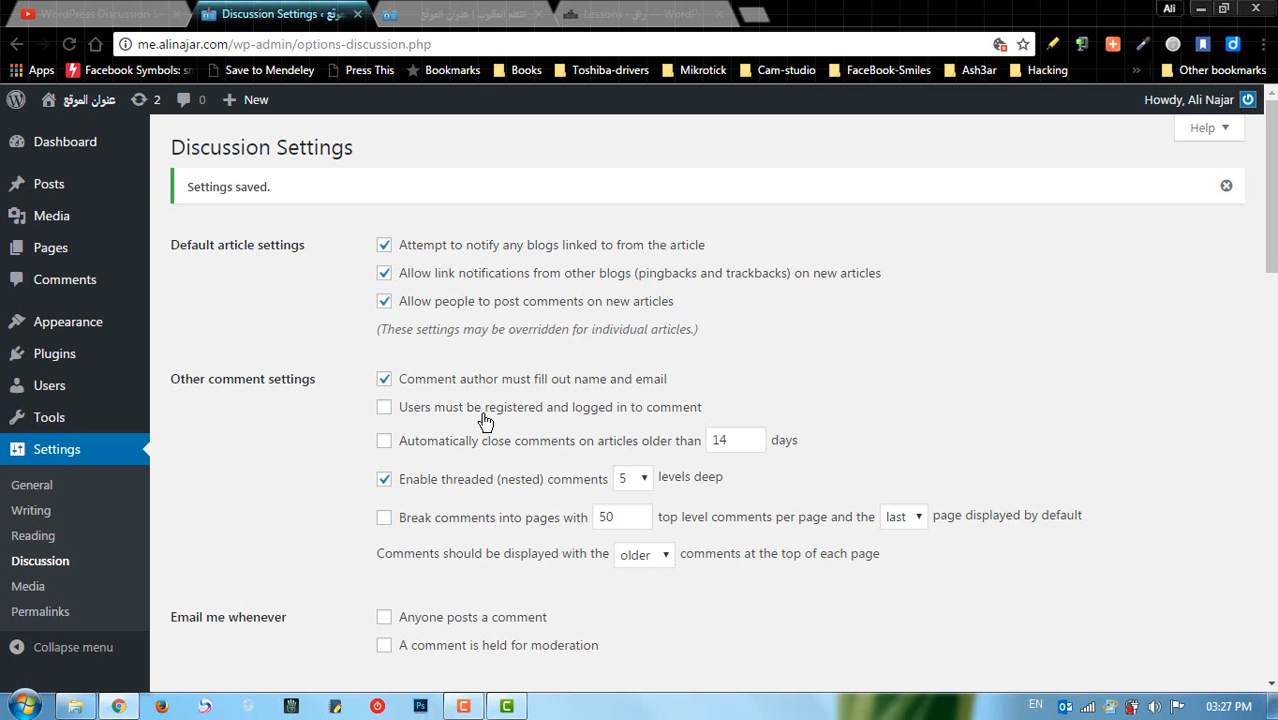 WordPress Discussion S
Discussion Settings ‹ عنوان الموقع
عنوان الموقع |
Lessons ‹ رزاق — WordP
Ali
me.alinajar.com/wp-admin/options-discussion.php
Apps Facebook Symbols: sm Save to Mendeley Press This Bookmarks Books Toshiba-drivers Mikrotick Cam-studio FaceBook-Smiles Ash3ar Hacking » Other bookmarks
عنوان الموقع 2 0 New Howdy, Ali Najar
Help
Dashboard
Posts
Media
Pages
Comments
Appearance
Plugins
Users
Tools
Settings
General
Writing
Reading
Discussion
Media
Permalinks
Collapse menu
Discussion Settings
Settings saved.
Default article settings
Attempt to notify any blogs linked to from the article
Allow link notifications from other blogs (pingbacks and trackbacks) on new articles
Allow people to post comments on new articles
(These settings may be overridden for individual articles.)
Other comment settings
Comment author must fill out name and email
Users must be registered and logged in to comment
Automatically close comments on articles older than 14 days
Enable threaded (nested) comments 5 levels deep
Break comments into pages with 50 top level comments per page and the last page displayed by default
Comments should be displayed with the older comments at the top of each page
Email me whenever
Anyone posts a comment
A comment is held for moderation
Ps C C EN 03:27 PM